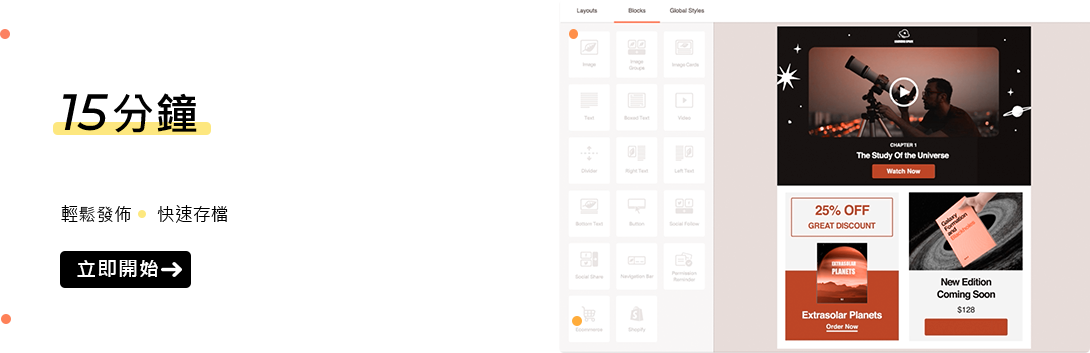 15分鐘
輕鬆發佈 快速存檔
立即開始
Layouts Blocks Global Styles
Image Image Groups Image Cards
Text Boxed Text Video
Divider Right Text Left Text
Bottom Text Button Social Follow
Social Share Navigation Bar Permission Reminder
Ecommerce Shopify
CHAPTER 1
The Study Of the Universe
Watch Now
25% OFF
GREAT DISCOUNT
EXTRASOLAR
PLANETS
Extrasolar Planets
Order Now
Galaxy
Formation
and
New Edition
Coming Soon
$128